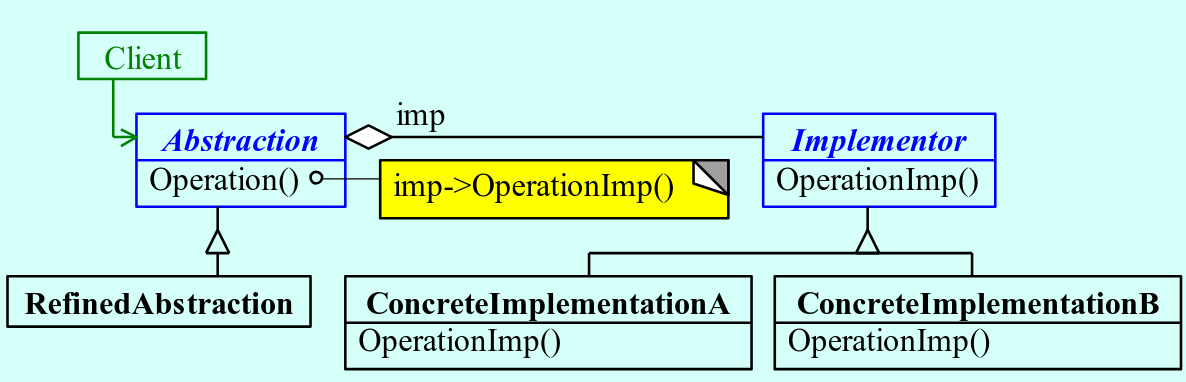 Client
imp
Abstraction
Implementor
Operation()
imp->OperationImp()
OperationImp()
RefinedAbstraction
ConcreteImplementationA
ConcreteImplementationB
OperationImp()
OperationImp()